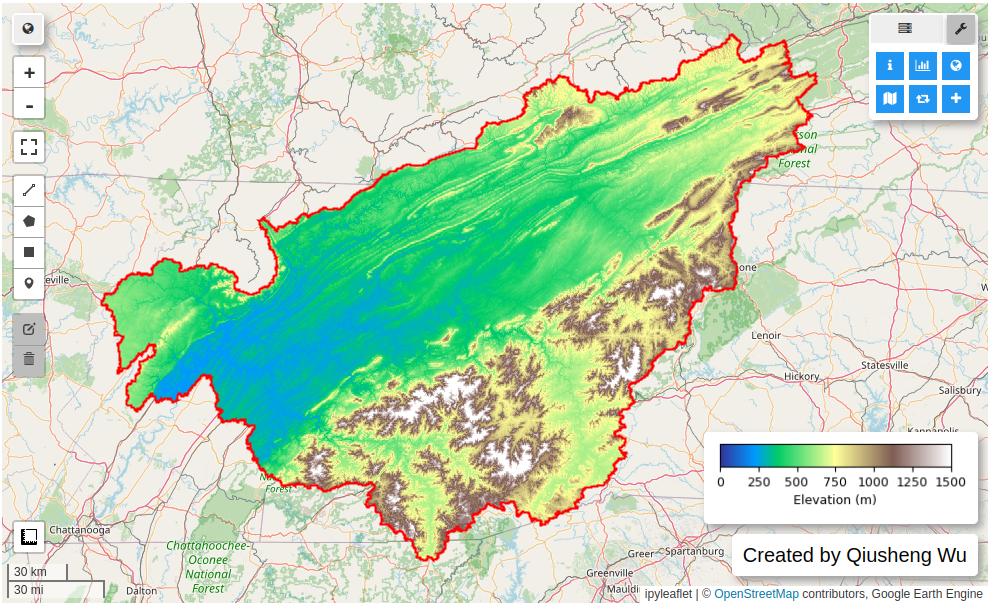 +
-
son
nal
Forest
eville
one
Lenoir
Hickory
Statesville
Salisbury
Kannapolis
W
0 250 500 750 1000 1250 1500
Elevation (m)
N
Forest
Chattanooga
Chattahoochee-
Oconee
National
Forest
Created by Qiusheng Wu
Greer
Spartanburg
Greenville
30 km
30 mi
Dalton
Mauldi
ipyleaflet | © OpenStreetMap contributors, Google Earth Engine